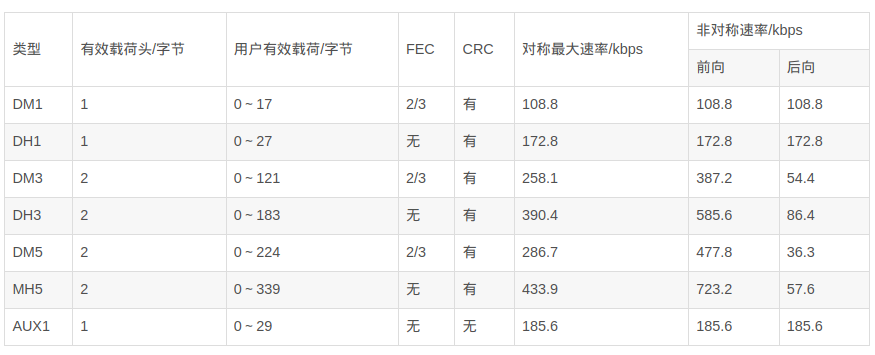 类型 有效载荷头/字节 用户有效载荷/字节 FEC CRC 对称最大速率/kbps 非对称速率/kbps
前向 后向
DM1 1 0 ~ 17 2/3 有 108.8 108.8 108.8
DH1 1 0 ~ 27 无 有 172.8 172.8 172.8
DM3 2 0 ~ 121 2/3 有 258.1 387.2 54.4
DH3 2 0 ~ 183 无 有 390.4 585.6 86.4
DM5 2 0 ~ 224 2/3 有 286.7 477.8 36.3
MH5 2 0 ~ 339 无 有 433.9 723.2 57.6
AUX1 1 0 ~ 29 无 无 185.6 185.6 185.6